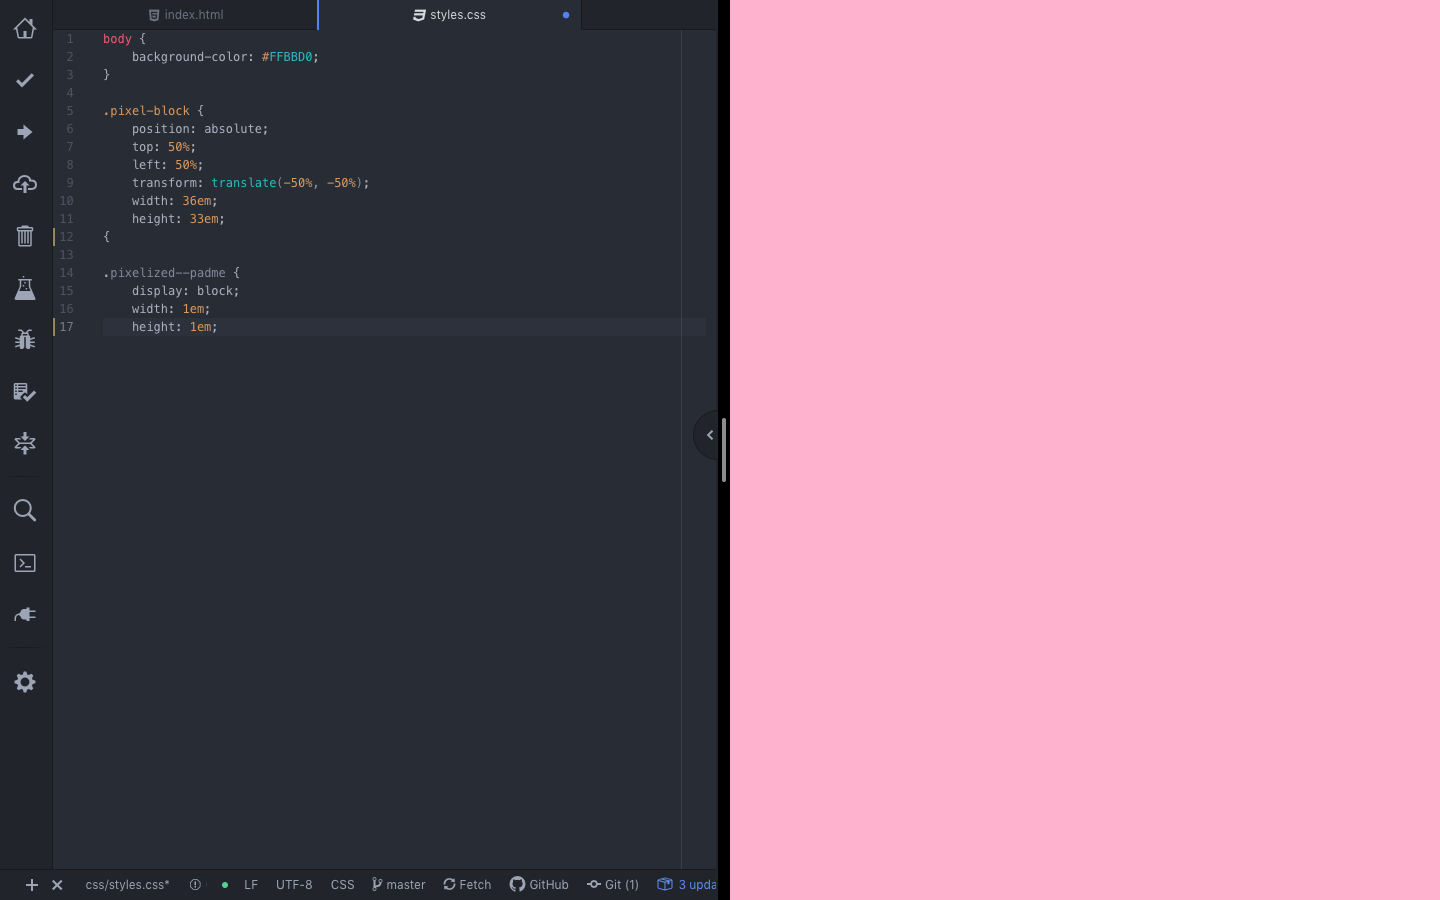 index.html
styles.css
1 body {
2 background-color: #FFBBD0;
3 }
4
5 .pixel-block {
6 position: absolute;
7 top: 50%;
8 left: 50%;
9 transform: translate(-50%, -50%);
10 width: 36em;
11 height: 33em;
12 {
13
14 .pixelized--padme {
15 display: block;
16 width: 1em;
17 height: 1em;
css/styles.css* LF UTF-8 CSS master Fetch GitHub Git (1) 3 upda